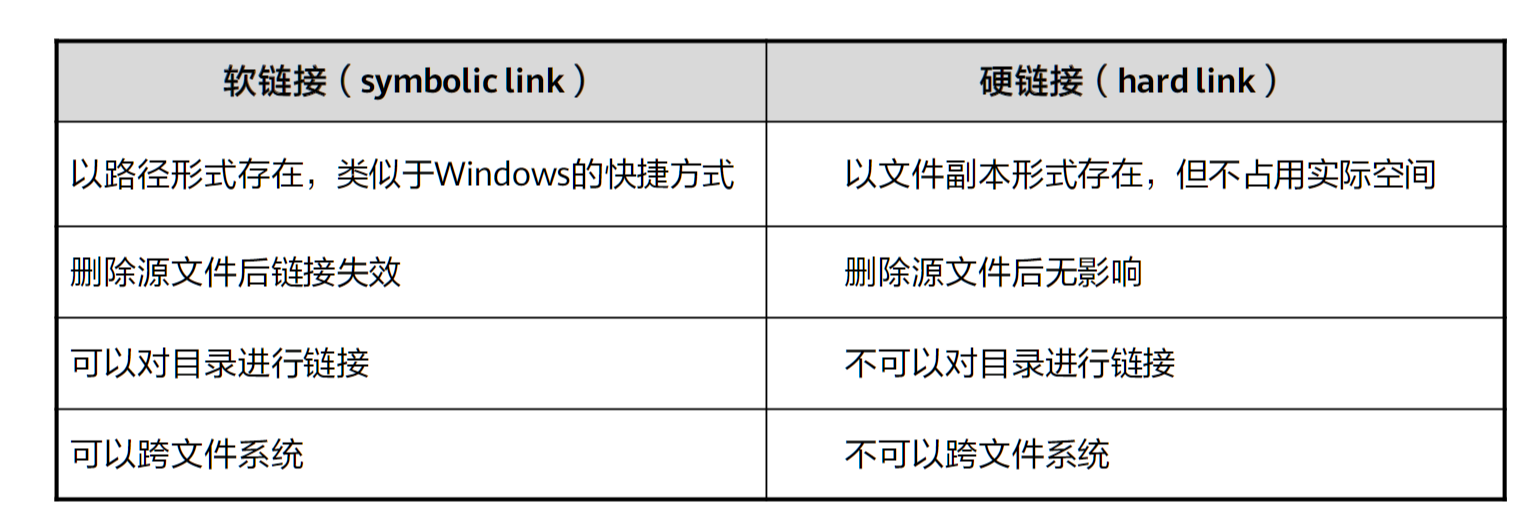 软链接（symbolic link）
硬链接（hard link）
以路径形式存在，类似于Windows的快捷方式
以文件副本形式存在，但不占用实际空间
删除源文件后链接失效
删除源文件后无影响
可以对目录进行链接
不可以对目录进行链接
可以跨文件系统
不可以跨文件系统